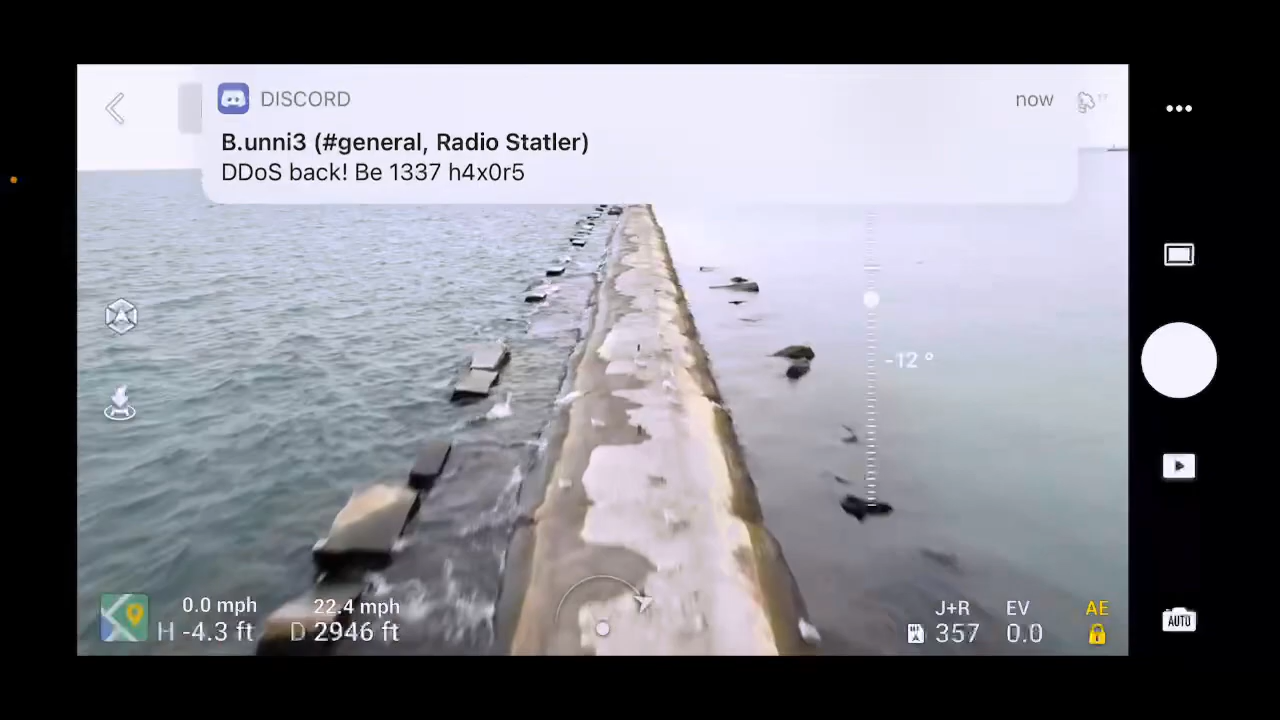 DISCORD
now
B.unni3 (#general, Radio Statler)
DDoS back! Be 1337 h4x0r5
-12 °
0.0 mph
22.4 mph
H -4.3 ft
D 2946 ft
J+R
EV
AE
357
0.0
AUTO